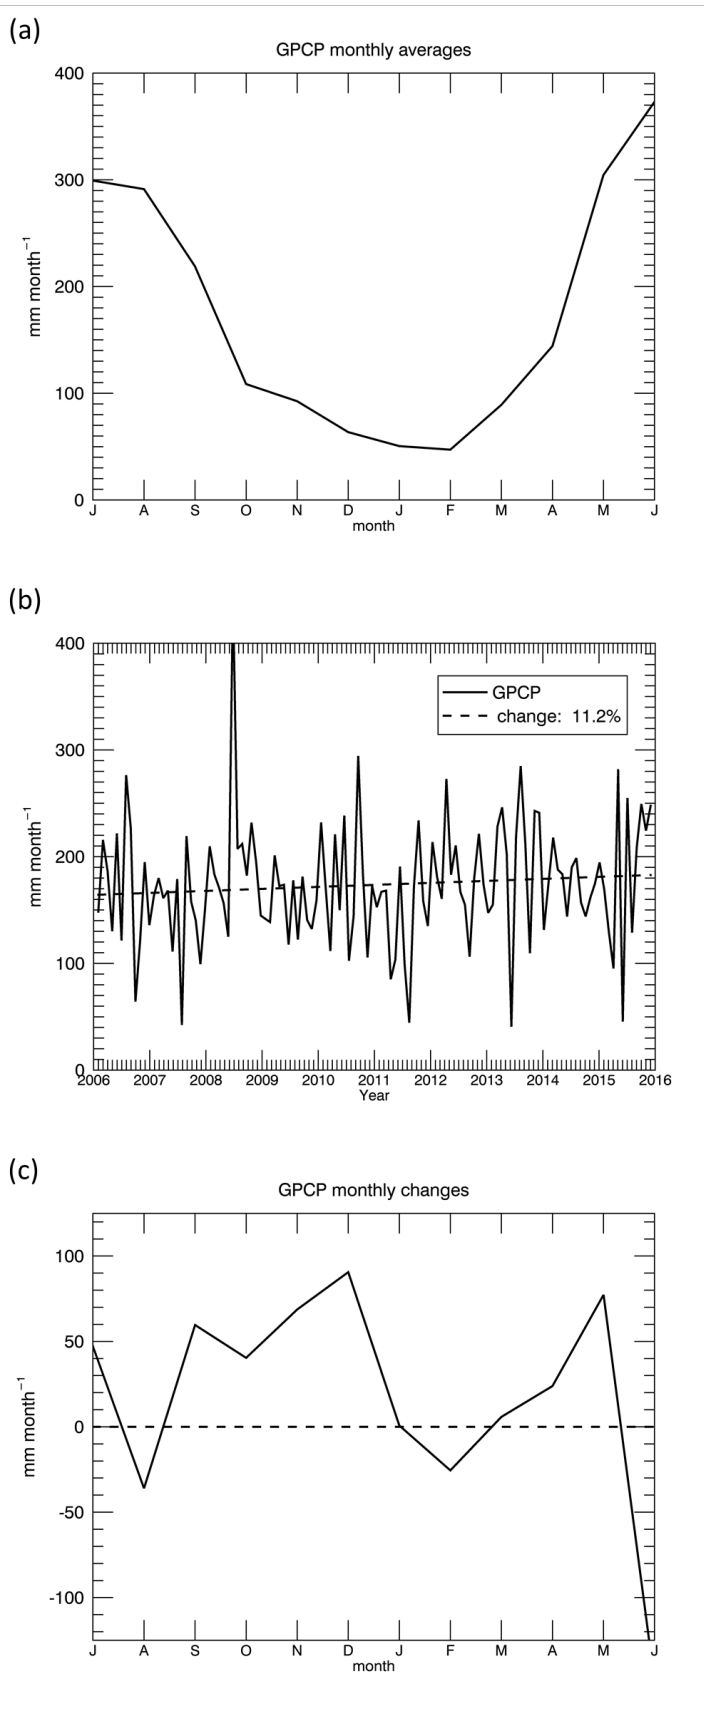 (a)
GPCP monthly averages
400
300
200
100
0
mm month⁻¹
J A S O N D J F M A M J
month
(b)
400
300
200
100
0
mm month⁻¹
GPCP
change: 11.2%
2006 2007 2008 2009 2010 2011 2012 2013 2014 2015 2016
Year
(c)
GPCP monthly changes
100
50
0
-50
-100
mm month⁻¹
J A S O N D J F M A M J
month